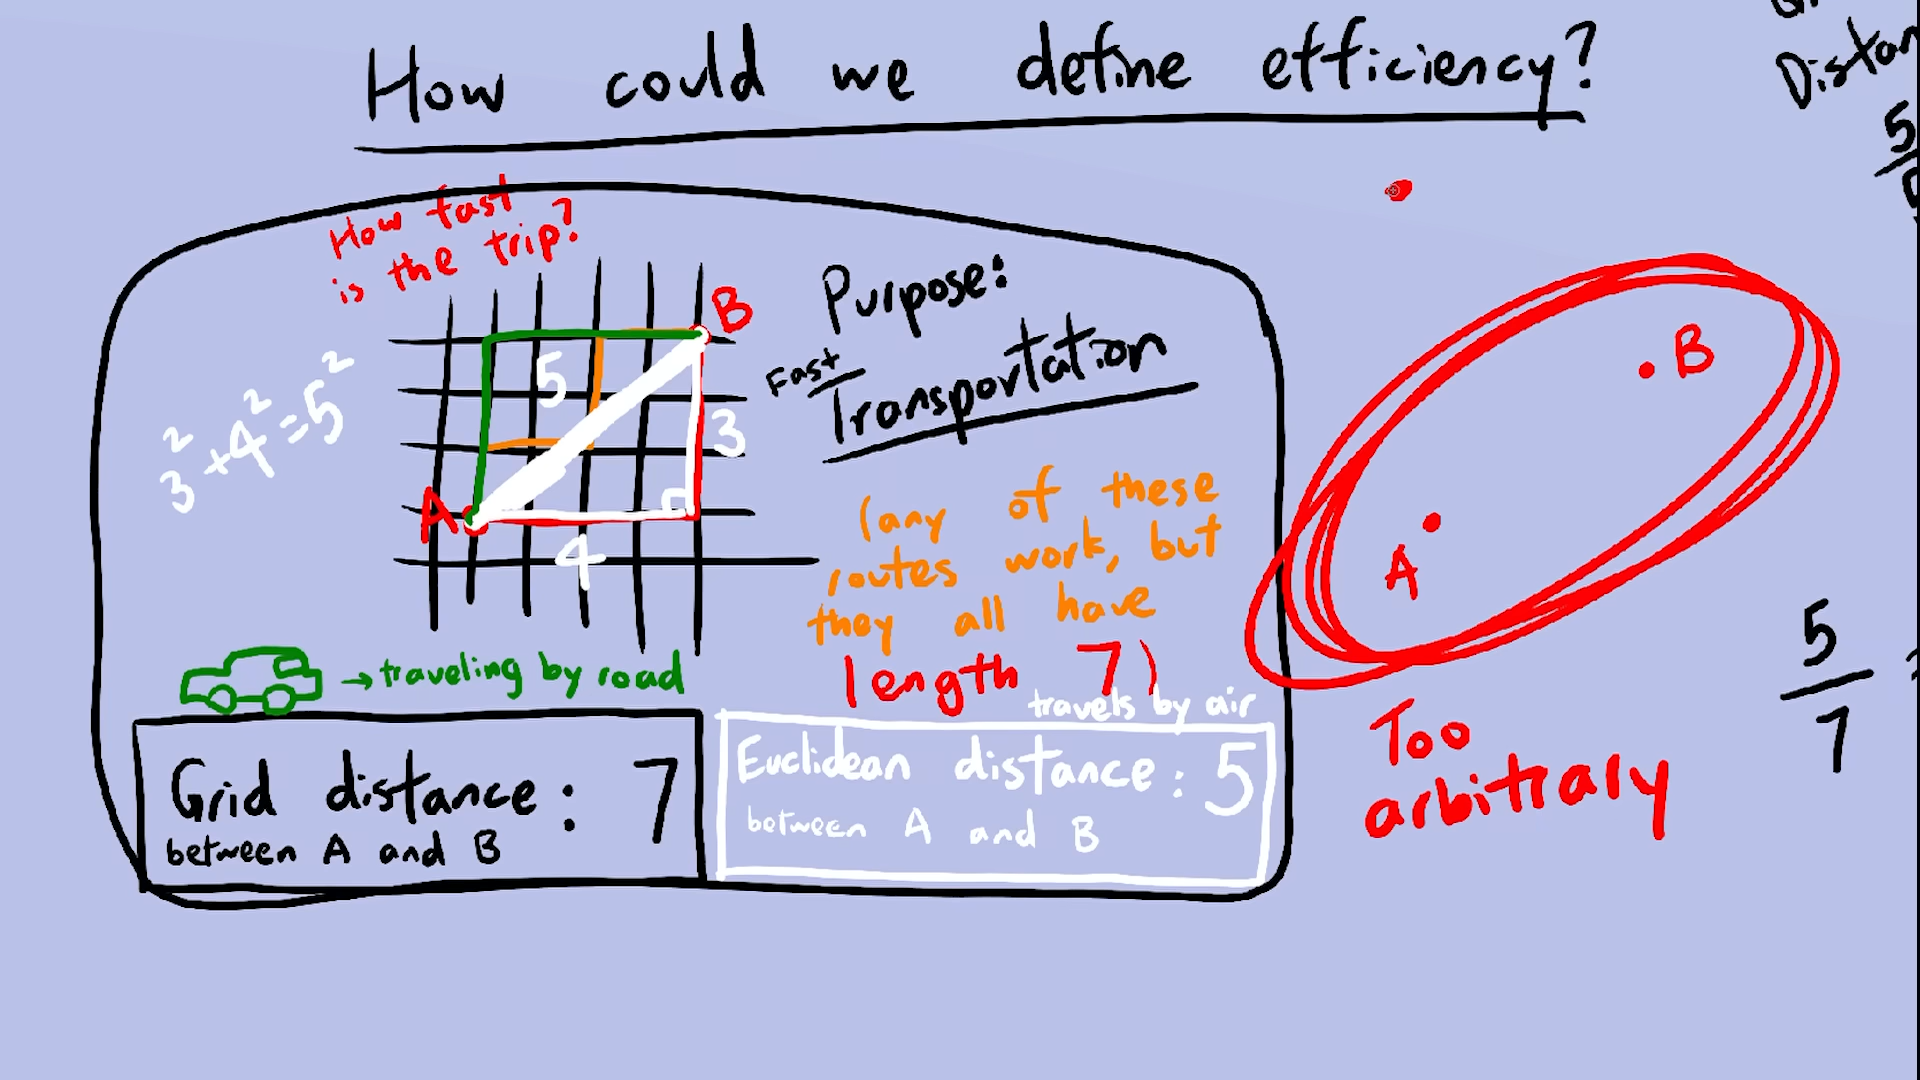 How could we define efficiency?
Distan
5
How fast
is the trip?
3²+4²=5²
A
B
5
3
4
Purpose:
Fast
Transportation
(any of these
routes work, but
they all have
length 7)
→traveling by road
Grid distance: 7
between A and B
travels by air
Euclidean distance: 5
between A and B
B
A
Too
arbitrary
5
7